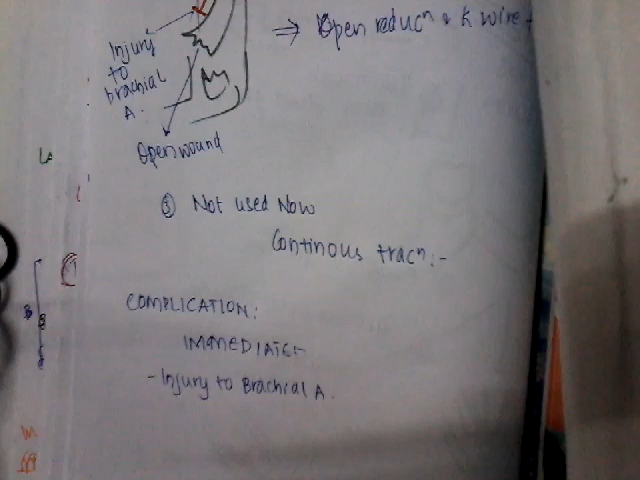 Injury
to
brachial
A.
⇒ Open reducⁿ & K wire
Open wound
③ Not used Now
Continous tracⁿ:-
COMPLICATION:
IMMEDIATE:-
- Injury to Brachial A.